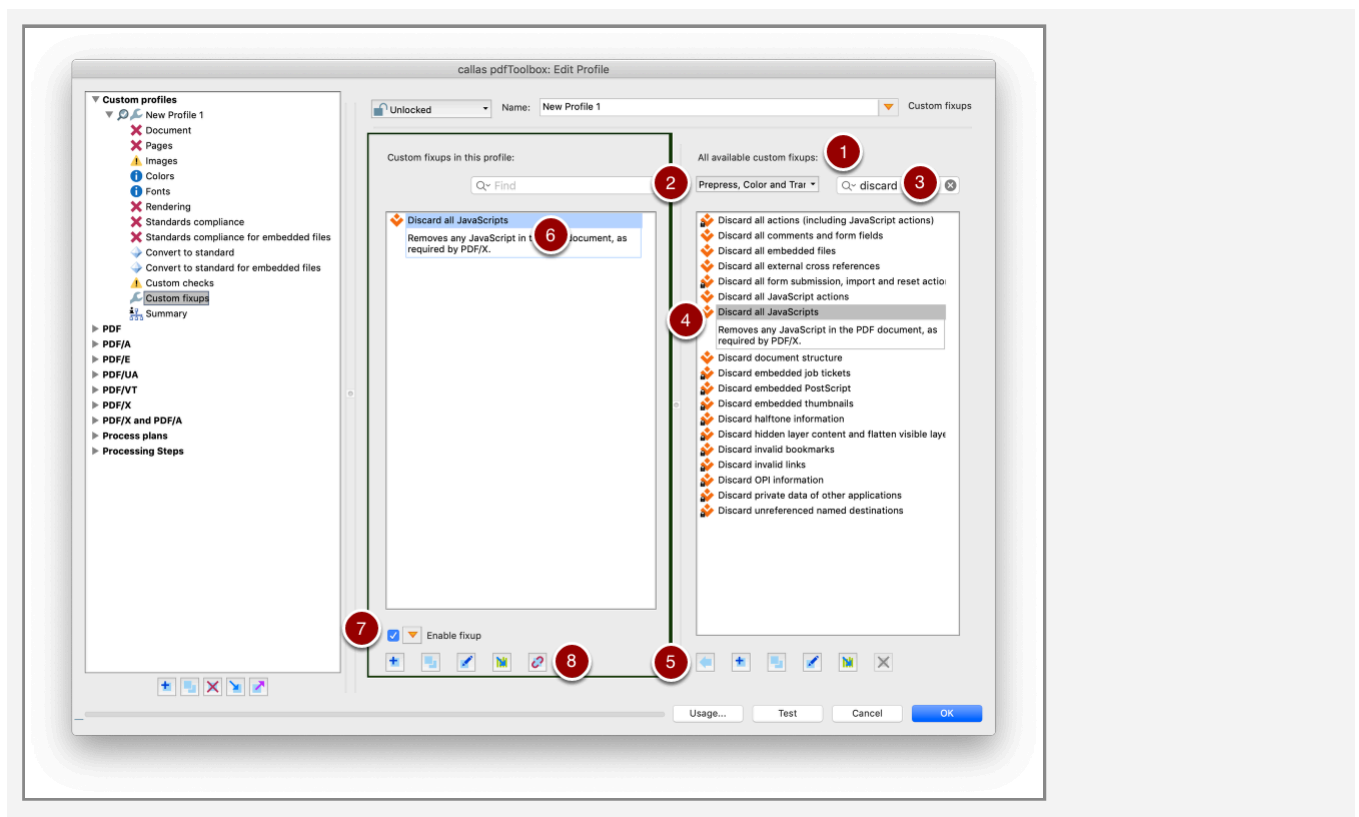 callas pdfToolbox: Edit Profile
Custom profiles
New Profile 1
Document
Pages
Images
Colors
Fonts
Rendering
Standards compliance
Standards compliance for embedded files
Convert to standard
Convert to standard for embedded files
Custom checks
Custom fixups
Summary
PDF
PDF/A
PDF/E
PDF/UA
PDF/VT
PDF/X
PDF/X and PDF/A
Process plans
Processing Steps
Unlocked
Name:
New Profile 1
Custom fixups
Custom fixups in this profile:
Find
Discard all JavaScripts
Removes any JavaScript in t ocument, as
required by PDF/X.
6
7
Enable fixup
8
All available custom fixups:
1
2
Prepress, Color and Trar
discard
3
Discard all actions (including JavaScript actions)
Discard all comments and form fields
Discard all embedded files
Discard all external cross references
Discard all form submission, import and reset action
Discard all JavaScript actions
4
Discard all JavaScripts
Removes any JavaScript in the PDF document, as
required by PDF/X.
Discard document structure
Discard embedded job tickets
Discard embedded PostScript
Discard embedded thumbnails
Discard halftone information
Discard hidden layer content and flatten visible laye
Discard invalid bookmarks
Discard invalid links
Discard OPI information
Discard private data of other applications
Discard unreferenced named destinations
5
Usage...
Test
Cancel
OK